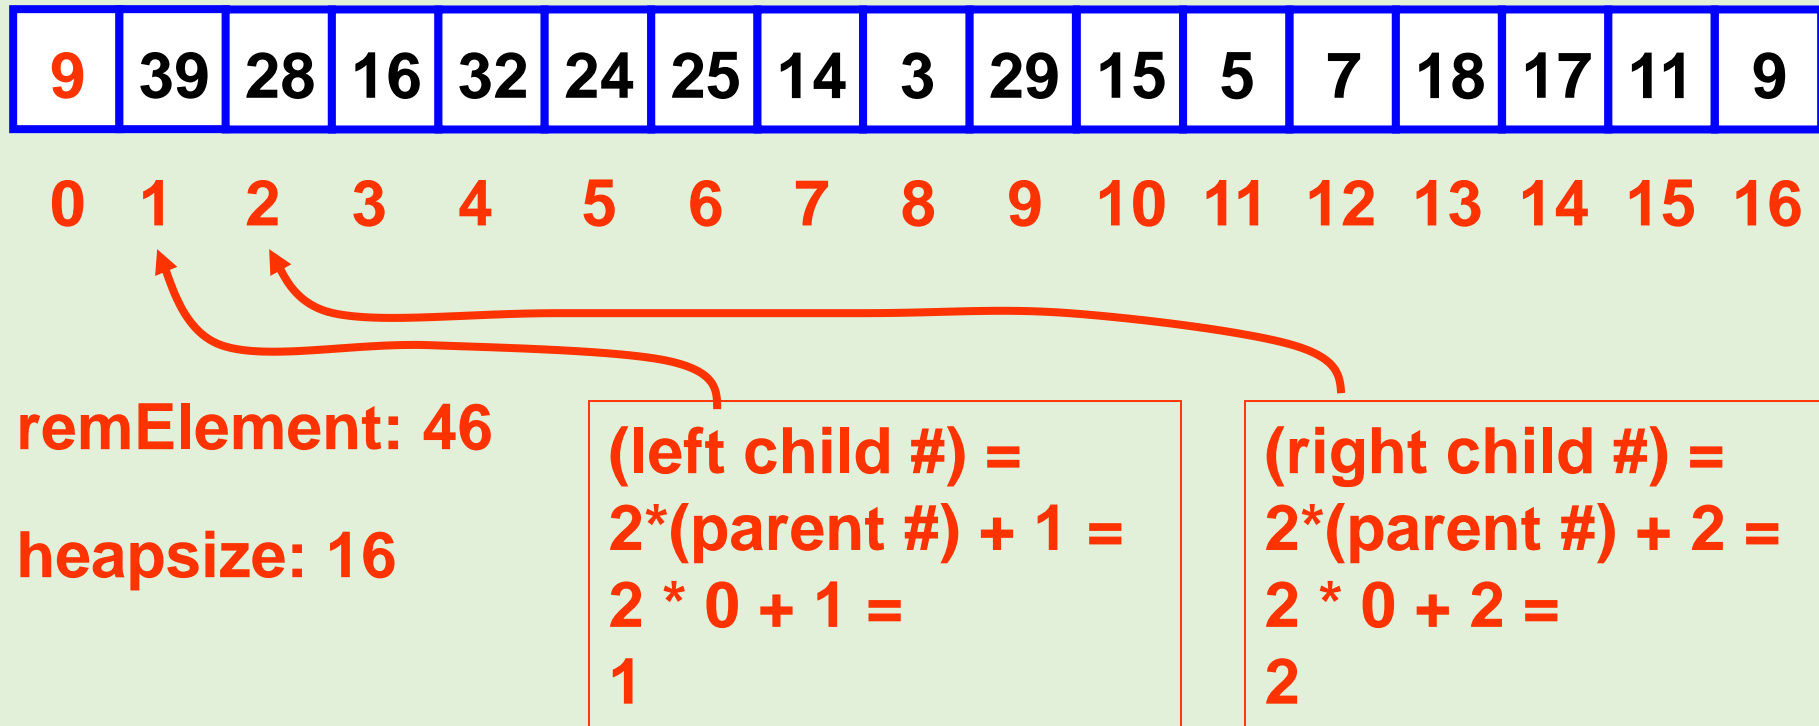 9 39 28 16 32 24 25 14 3 29 15 5 7 18 17 11 9
0 1 2 3 4 5 6 7 8 9 10 11 12 13 14 15 16
remElement: 46
heapsize: 16
(left child #) =
2*(parent #) + 1 =
2 * 0 + 1 =
1
(right child #) =
2*(parent #) + 2 =
2 * 0 + 2 =
2